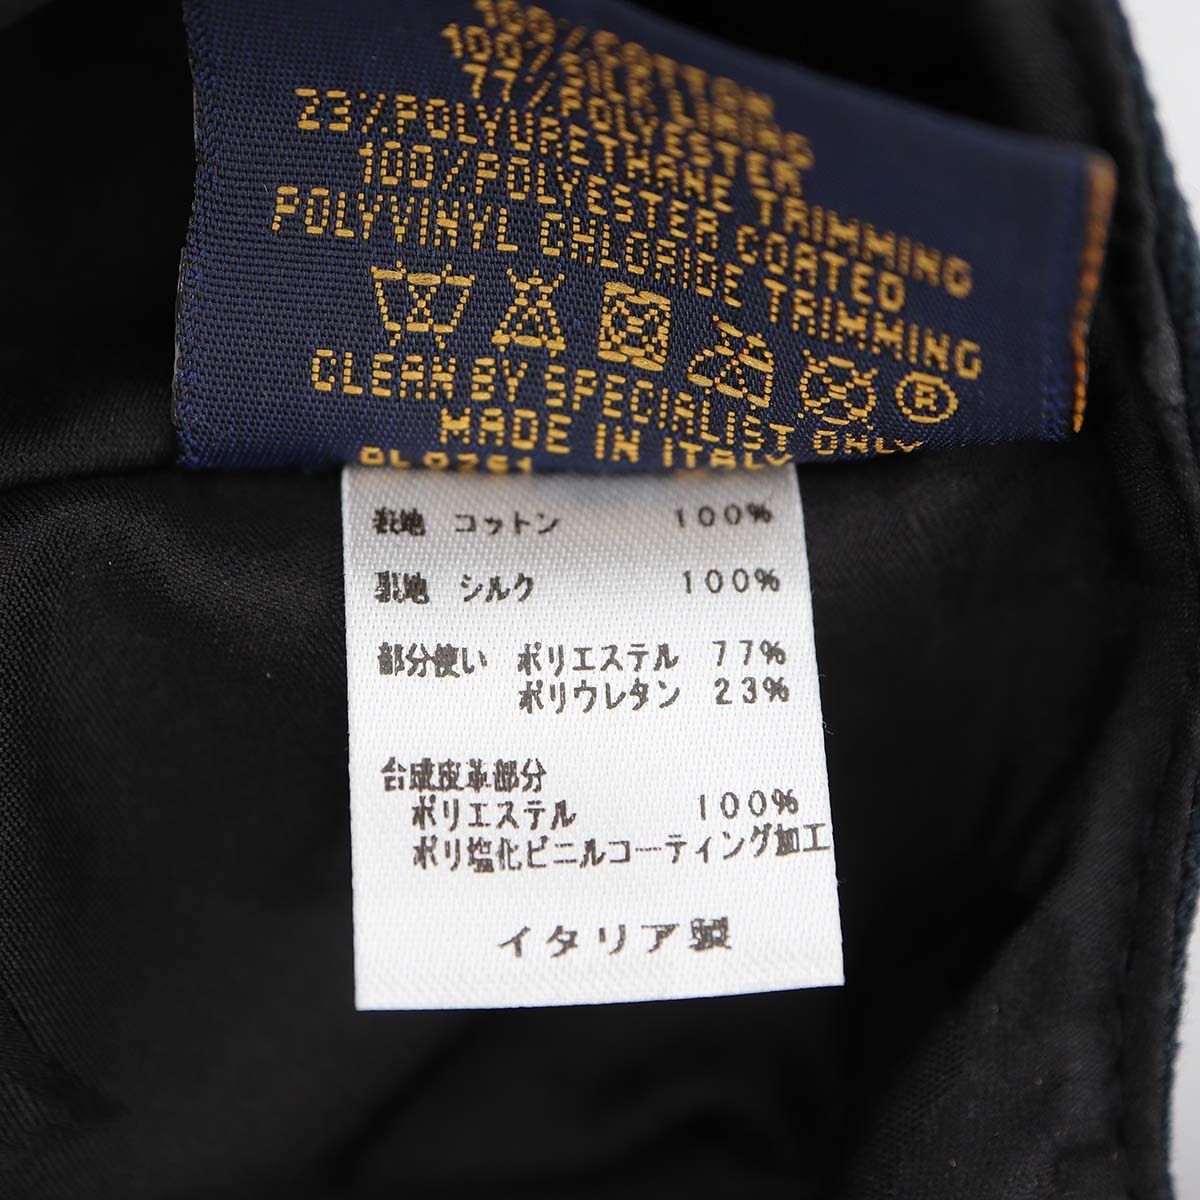 100% COTTON
100% SILK LINING
77% POLYESTER
23% POLYURETHANE TRIMMING
100% POLYESTER COATED
POLYVINYL CHLORIDE TRIMMING
®
CLEAN BY SPECIALIST ONLY
MADE IN ITALY
表地 コットン 100%
裏地 シルク 100%
部分使い ポリエステル 77%
ポリウレタン 23%
合成皮革部分
ポリエステル 100%
ポリ塩化ビニルコーティング加工
イタリア製